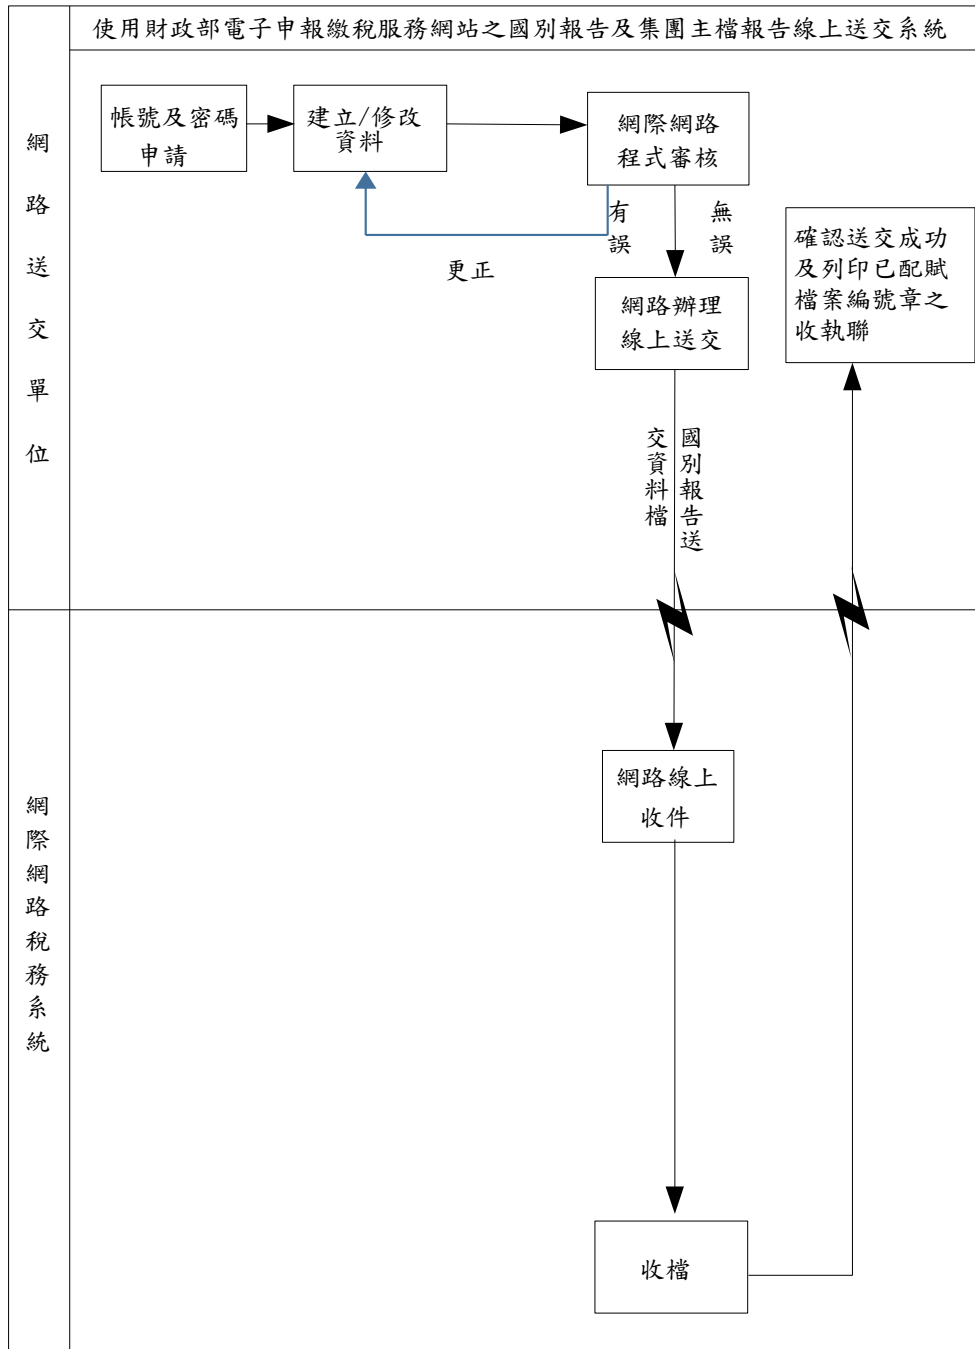 使用財政部電子申報繳稅服務網站之國別報告及集團主檔報告線上送交系統
網路送交單位
帳號及密碼
申請
建立/修改
資料
網際網路
程式審核
有誤
無誤
更正
網路辦理
線上送交
確認送交成功
及列印已配賦
檔案編號章之
收執聯
國別報告送
交資料檔
網際網路稅務系統
網路線上
收件
收檔